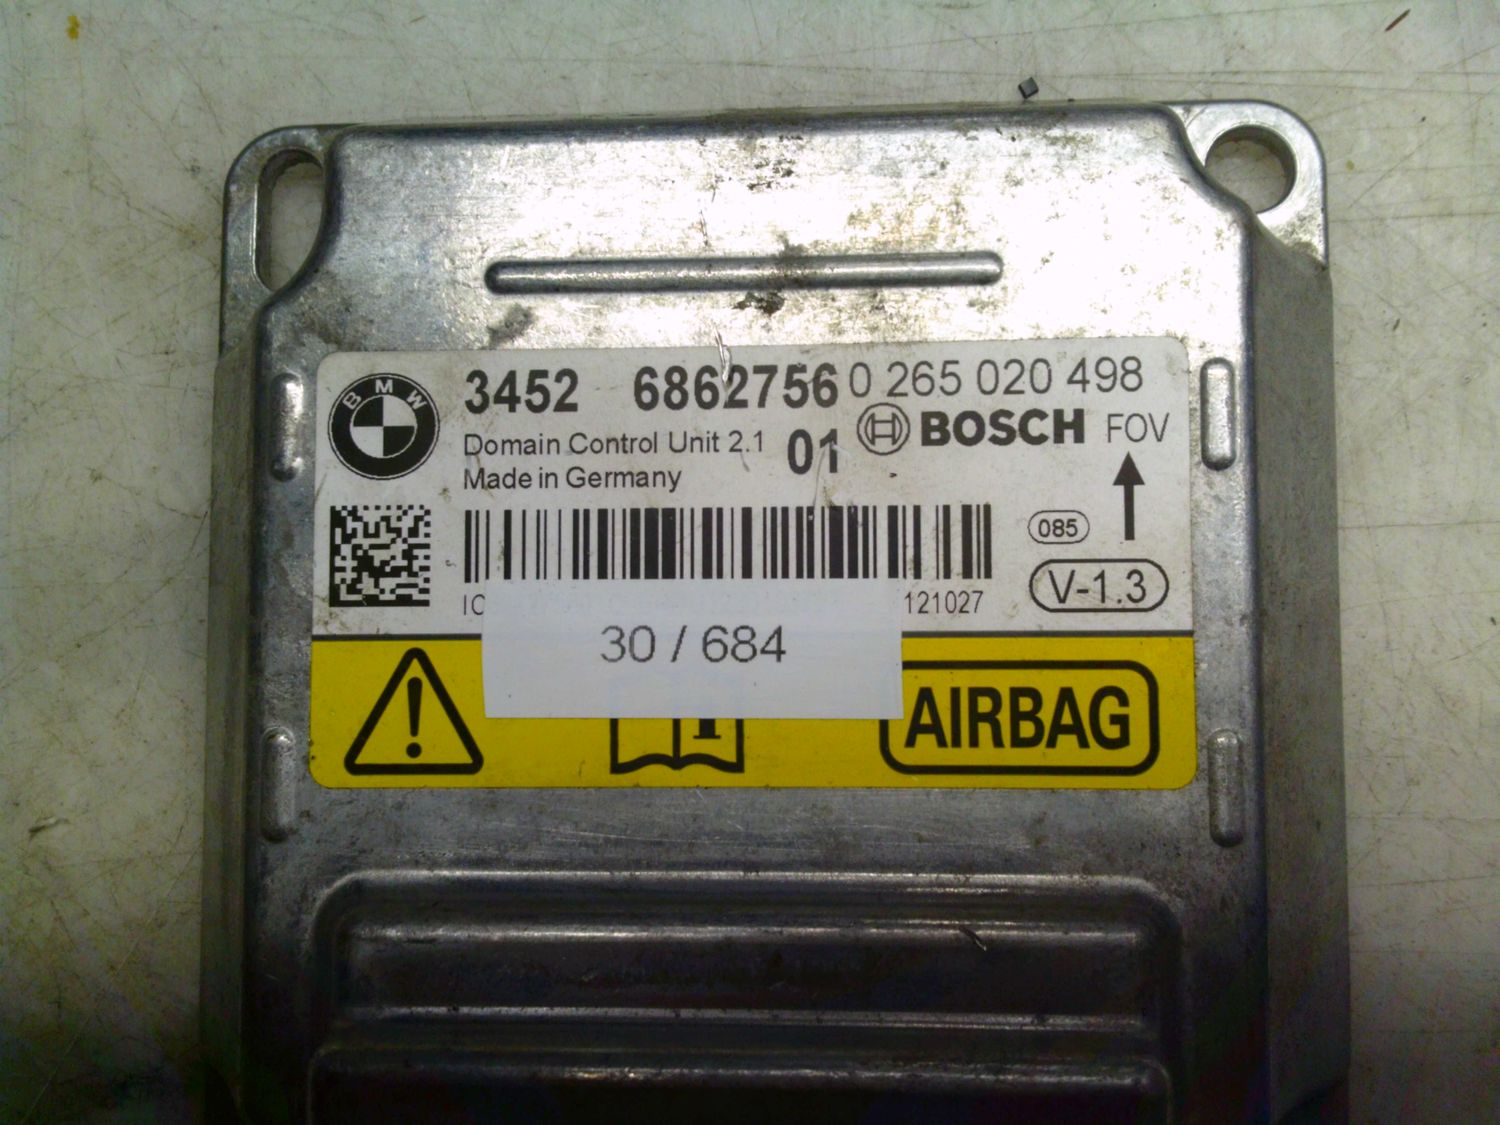 BMW
3452 6862756
0 265 020 498
Domain Control Unit 2.1
01
BOSCH FOV
Made in Germany
085
V-1.3
121027
30 / 684
AIRBAG